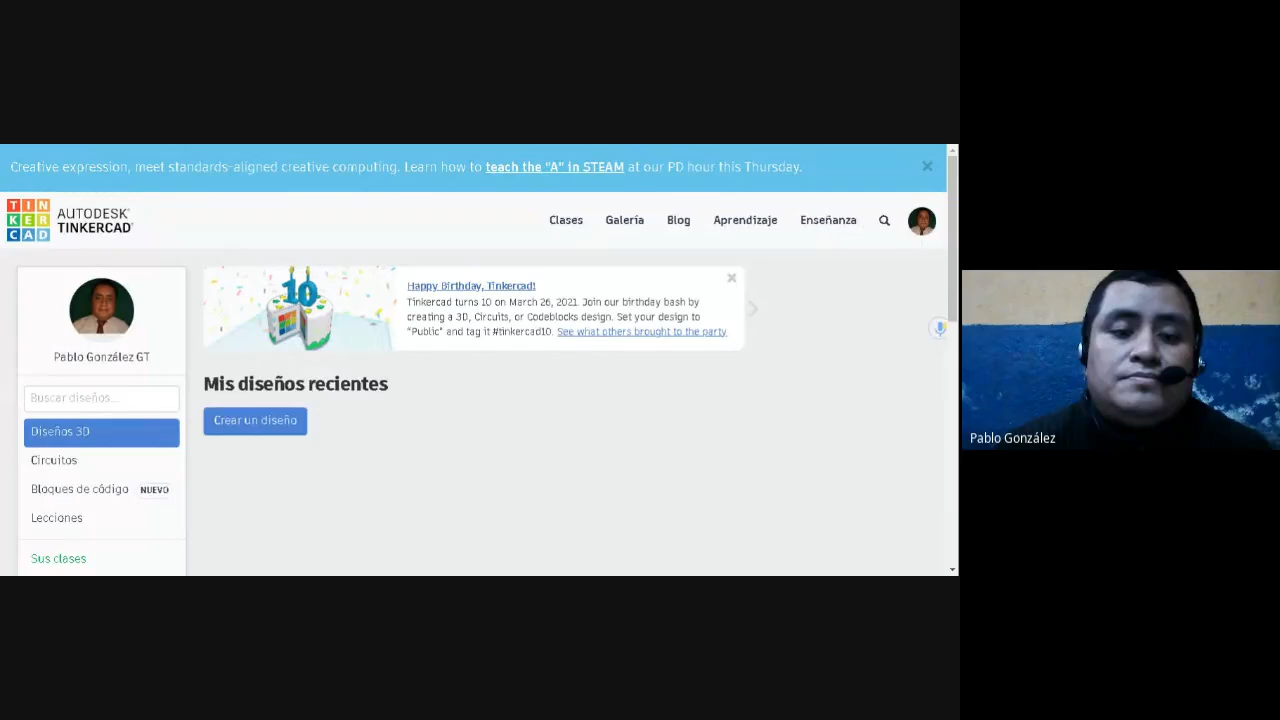 Creative expression, meet standards-aligned creative computing. Learn how to teach the "A" in STEAM at our PD hour this Thursday.
TIN
KER
CAD
AUTODESK®
TINKERCAD®
Clases
Galería
Blog
Aprendizaje
Enseñanza
Pablo González GT
Buscar diseños...
Diseños 3D
Circuitos
Bloques de código NUEVO
Lecciones
Sus clases
10
Happy Birthday, Tinkercad!
Tinkercad turns 10 on March 26, 2021. Join our birthday bash by
creating a 3D, Circuits, or Codeblocks design. Set your design to
"Public" and tag it #tinkercad10. See what others brought to the party
Mis diseños recientes
Crear un diseño
Pablo González